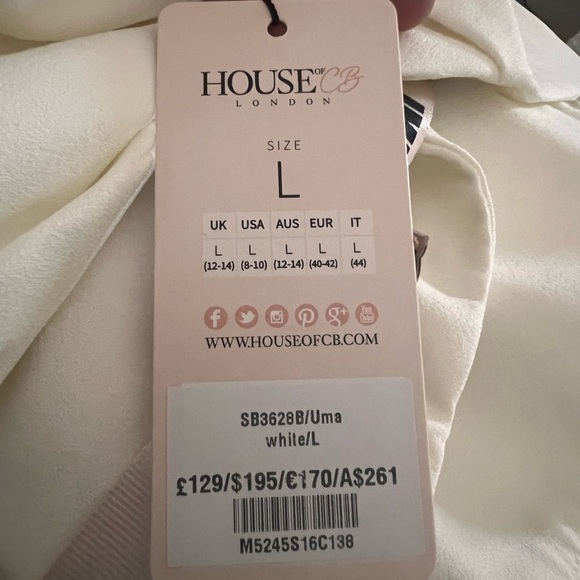 HOUSE OF CB
LONDON
SIZE
L
UK USA AUS EUR IT
L L L L L
(12-14) (8-10) (12-14) (40-42) (44)
WWW.HOUSEOFCB.COM
SB3628B/Uma
white/L
£129/$195/€170/A$261
M5245S16C138